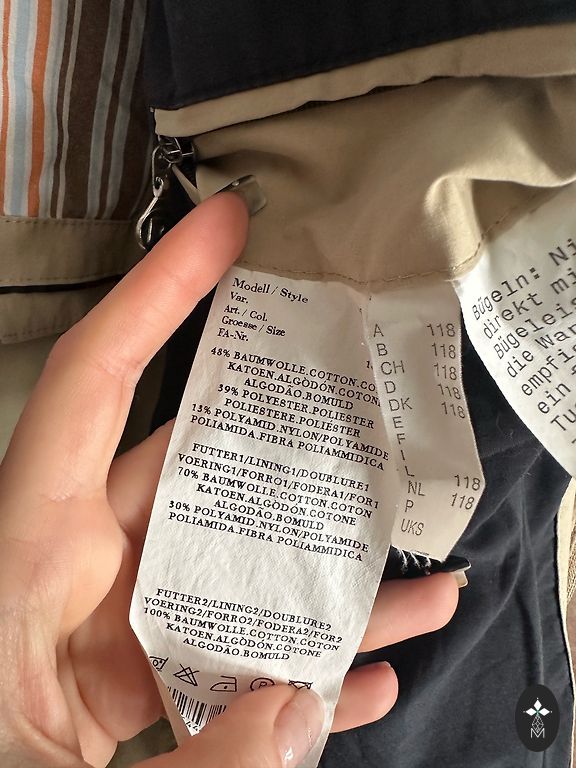 Modell / Style
Var.
Art. / Col.
Groesse / Size
FA-Nr.
48% BAUMWOLLE.COTTON.CO
KATOEN.ALGODÓN.COTON
ALGODÃO.BOMULD
39% POLYESTER.POLIESTER
POLIESTERE.POLIÉSTER
13% POLYAMID.NYLON/POLYAMIDE
POLIAMIDA.FIBRA POLIAMMIDICA
FUTTER1/LINING1/DOUBLURE1
VOERING1/FORRO1/FODERA1/FOR1
70% BAUMWOLLE.COTTON.COTON
KATOEN.ALGODÓN.COTONE
ALGODÃO.BOMULD
30% POLYAMID.NYLON/POLYAMIDE
POLIAMIDA.FIBRA POLIAMMIDICA
FUTTER2/LINING2/DOUBLURE2
VOERING2/FORRO2/FODERA2/FOR2
100% BAUMWOLLE.COTTON.COTON
KATOEN.ALGODÓN.COTONE
ALGODÃO.BOMULD
A 118
B 118
CH 118
D 118
DK 118
E
F
I
L 118
NL 118
P
UKS
Bügeln: Ni
direkt mi
Bügeleis
die War
empfi
ein
Tu
M